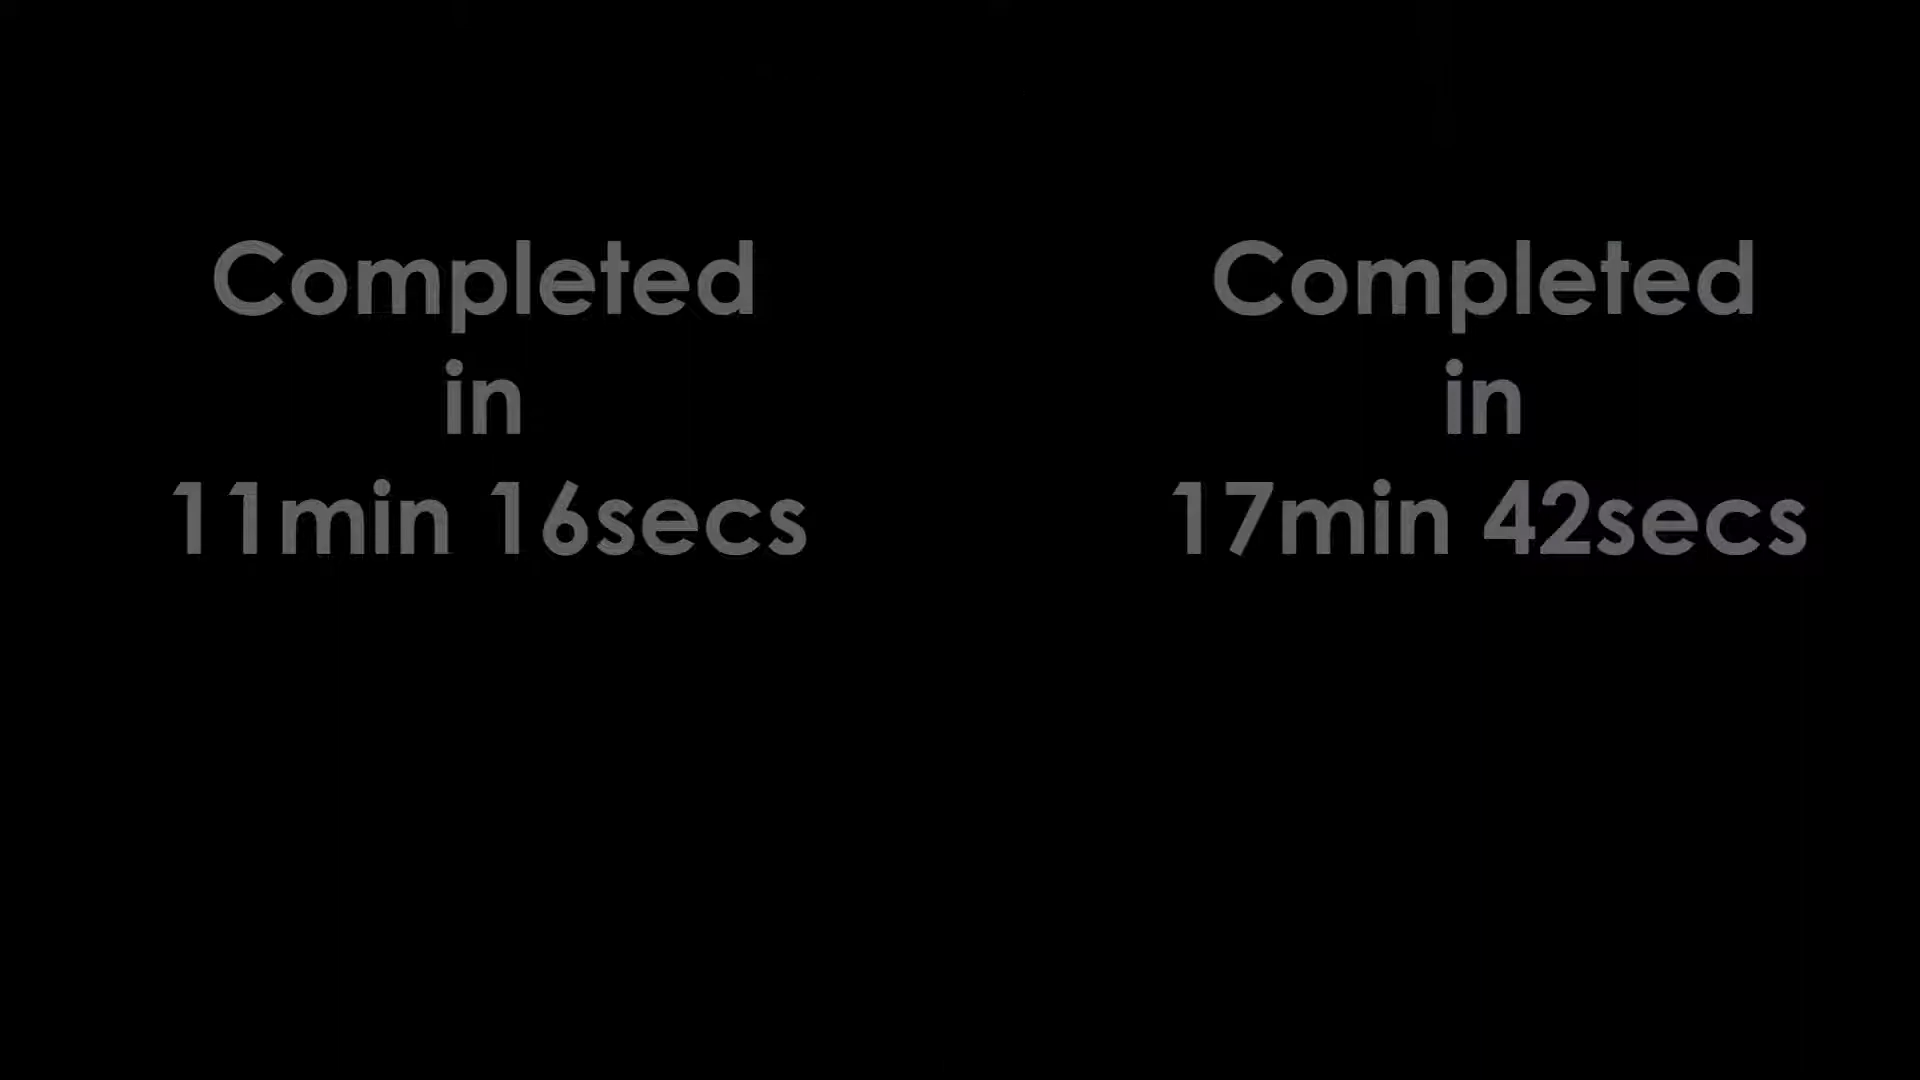 Completed
in
11min 16secs
Completed
in
17min 42secs